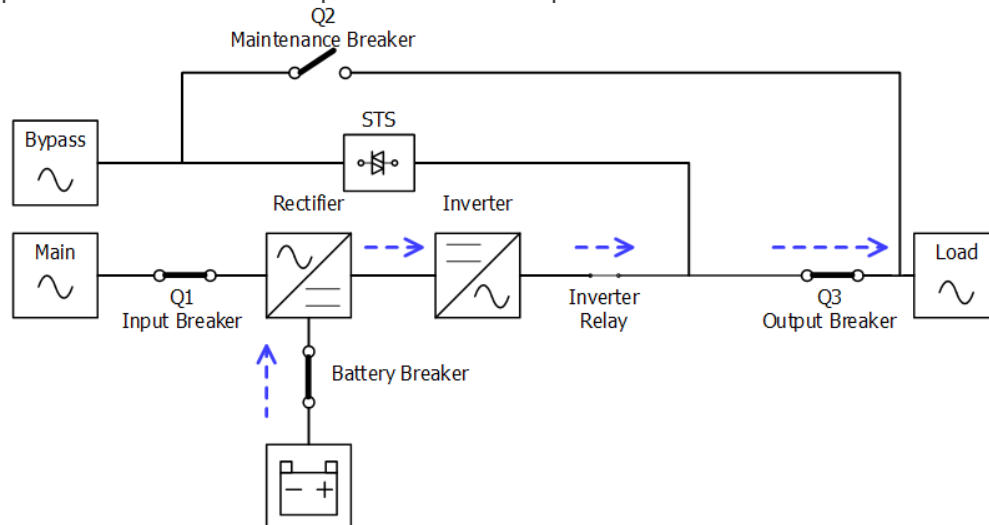 Q2
Maintenance Breaker
Bypass
STS
Rectifier
Inverter
Main
Load
Q1
Input Breaker
Inverter
Relay
Q3
Output Breaker
Battery Breaker